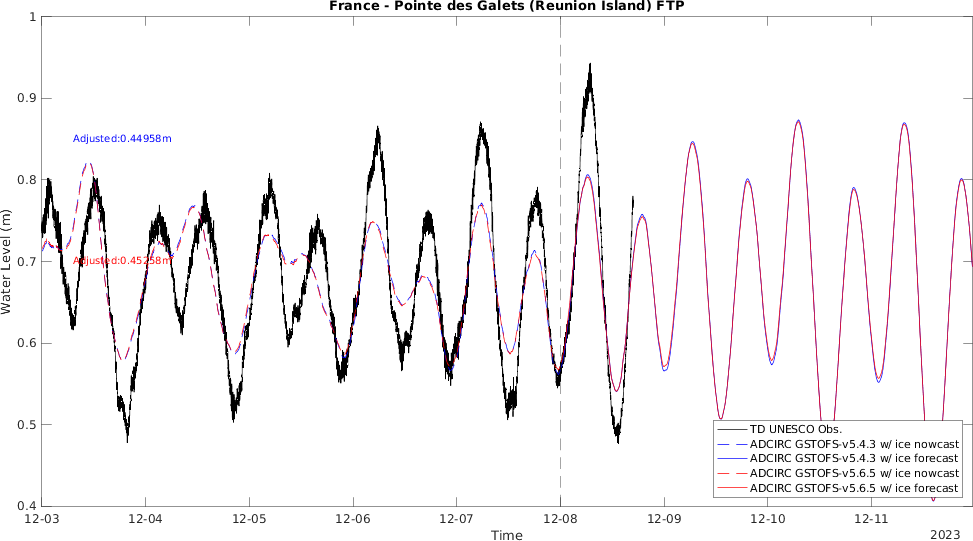 France - Pointe des Galets (Reunion Island) FTP
1
0.9
0.8
0.7
0.6
0.5
0.4
Water Level (m)
Adjusted:0.44958m
Adjusted:0.45258m
TD UNESCO Obs.
ADCIRC GSTOFS-v5.4.3 w/ ice nowcast
ADCIRC GSTOFS-v5.4.3 w/ ice forecast
ADCIRC GSTOFS-v5.6.5 w/ ice nowcast
ADCIRC GSTOFS-v5.6.5 w/ ice forecast
12-03 12-04 12-05 12-06 12-07 12-08 12-09 12-10 12-11
Time
2023